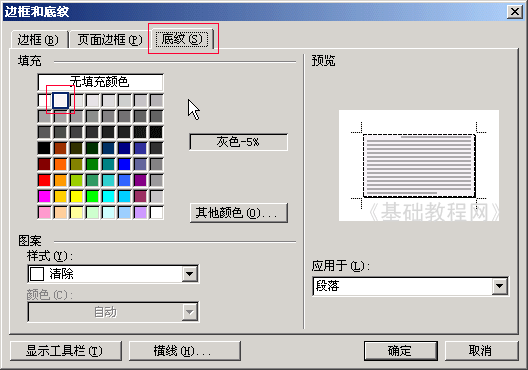 边框和底纹
边框(B) 页面边框(P) 底纹(S)
填充
预览
无填充颜色
灰色-5%
其他颜色(O)...
《基础教程网》
图案
样式(Y):
清除
颜色(C):
自动
应用于(L):
段落
显示工具栏(T) 横线(H)... 确定 取消